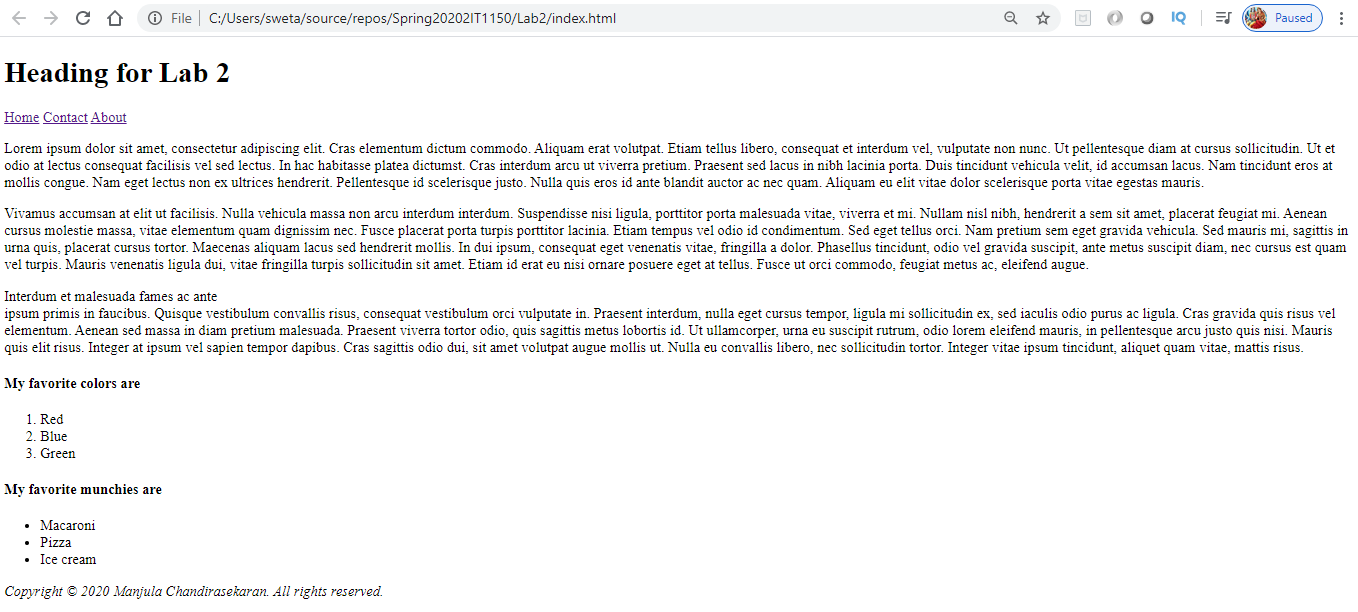 File C:/Users/sweta/source/repos/Spring20202IT1150/Lab2/index.html IQ Paused
Heading for Lab 2
Home Contact About
Lorem ipsum dolor sit amet, consectetur adipiscing elit. Cras elementum dictum commodo. Aliquam erat volutpat. Etiam tellus libero, consequat et interdum vel, vulputate non nunc. Ut pellentesque diam at cursus sollicitudin. Ut et
odio at lectus consequat facilisis vel sed lectus. In hac habitasse platea dictumst. Cras interdum arcu ut viverra pretium. Praesent sed lacus in nibh lacinia porta. Duis tincidunt vehicula velit, id accumsan lacus. Nam tincidunt eros at
mollis congue. Nam eget lectus non ex ultrices hendrerit. Pellentesque id scelerisque justo. Nulla quis eros id ante blandit auctor ac nec quam. Aliquam eu elit vitae dolor scelerisque porta vitae egestas mauris.
Vivamus accumsan at elit ut facilisis. Nulla vehicula massa non arcu interdum interdum. Suspendisse nisi ligula, porttitor porta malesuada vitae, viverra et mi. Nullam nisl nibh, hendrerit a sem sit amet, placerat feugiat mi. Aenean
cursus molestie massa, vitae elementum quam dignissim nec. Fusce placerat porta turpis porttitor lacinia. Etiam tempus vel odio id condimentum. Sed eget tellus orci. Nam pretium sem eget gravida vehicula. Sed mauris mi, sagittis in
urna quis, placerat cursus tortor. Maecenas aliquam lacus sed hendrerit mollis. In dui ipsum, consequat eget venenatis vitae, fringilla a dolor. Phasellus tincidunt, odio vel gravida suscipit, ante metus suscipit diam, nec cursus est quam
vel turpis. Mauris venenatis ligula dui, vitae fringilla turpis sollicitudin sit amet. Etiam id erat eu nisi ornare posuere eget at tellus. Fusce ut orci commodo, feugiat metus ac, eleifend augue.
Interdum et malesuada fames ac ante
ipsum primis in faucibus. Quisque vestibulum convallis risus, consequat vestibulum orci vulputate in. Praesent interdum, nulla eget cursus tempor, ligula mi sollicitudin ex, sed iaculis odio purus ac ligula. Cras gravida quis risus vel
elementum. Aenean sed massa in diam pretium malesuada. Praesent viverra tortor odio, quis sagittis metus lobortis id. Ut ullamcorper, urna eu suscipit rutrum, odio lorem eleifend mauris, in pellentesque arcu justo quis nisi. Mauris
quis elit risus. Integer at ipsum vel sapien tempor dapibus. Cras sagittis odio dui, sit amet volutpat augue mollis ut. Nulla eu convallis libero, nec sollicitudin tortor. Integer vitae ipsum tincidunt, aliquet quam vitae, mattis risus.
My favorite colors are
1. Red
2. Blue
3. Green
My favorite munchies are
• Macaroni
• Pizza
• Ice cream
Copyright © 2020 Manjula Chandirasekaran. All rights reserved.